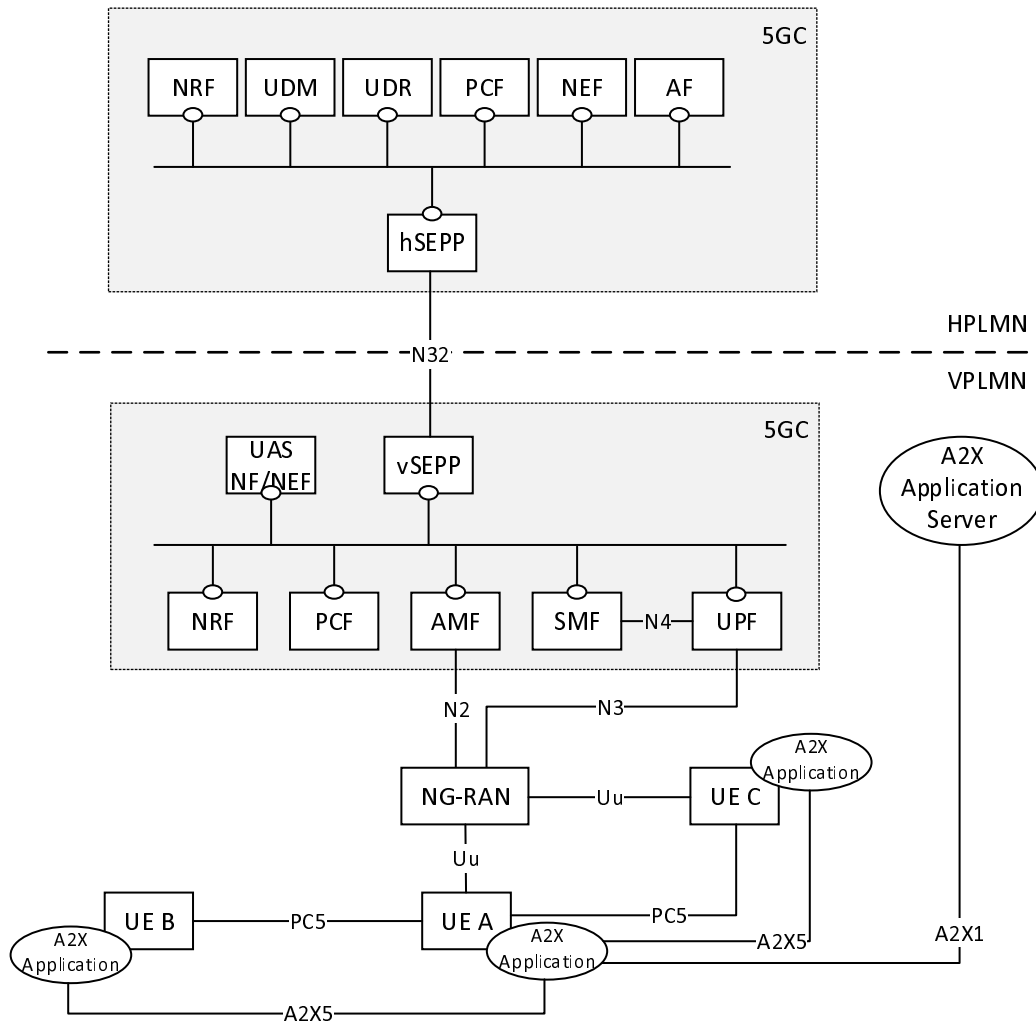 5GC
NRF
UDM
UDR
PCF
NEF
AF
hSEPP
HPLMN
N32
VPLMN
5GC
UAS
NF/NEF
vSEPP
A2X
Application
Server
NRF
PCF
AMF
SMF
N4
UPF
N2
N3
A2X
Application
NG-RAN
Uu
UE C
Uu
UE B
PC5
UE A
PC5
A2X
Application
A2X
Application
A2X5
A2X1
A2X5